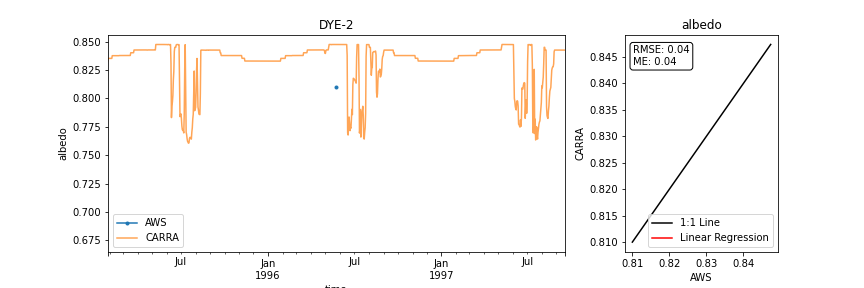 DYE-2
albedo
0.850
0.825
0.800
0.775
0.750
0.725
0.700
0.675
albedo
AWS
CARRA
Jul
Jan
1996
Jul
Jan
1997
Jul
time
RMSE: 0.04
ME: 0.04
0.845
0.840
0.835
0.830
0.825
0.820
0.815
0.810
CARRA
1:1 Line
Linear Regression
0.81
0.82
0.83
0.84
AWS